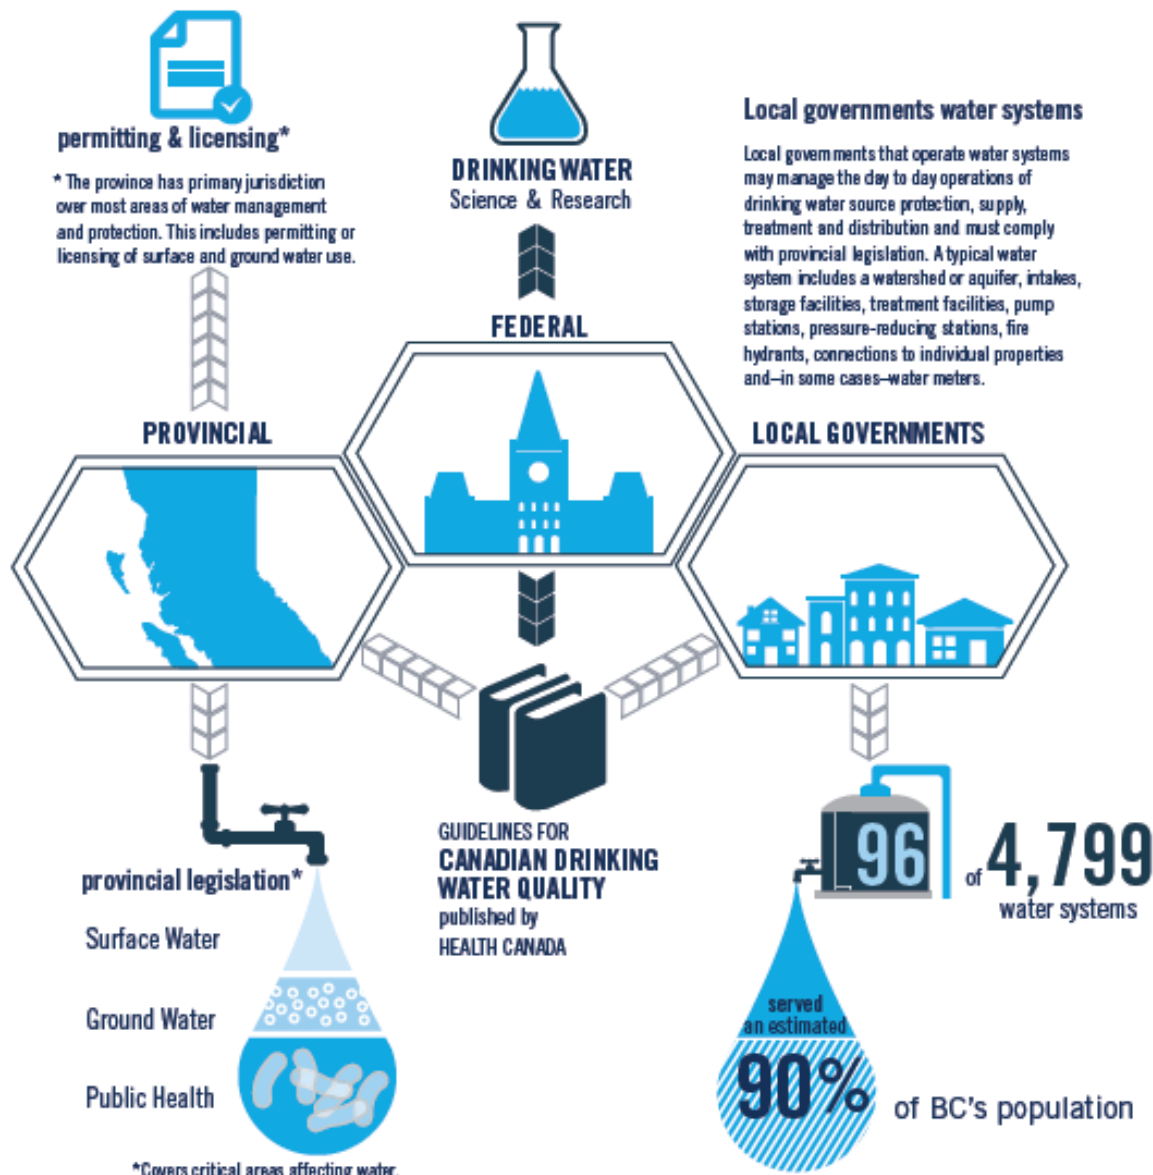 permitting & licensing*
* The province has primary jurisdiction
over most areas of water management
and protection. This includes permitting or
licensing of surface and ground water use.
DRINKING WATER
Science & Research
Local governments water systems
Local governments that operate water systems
may manage the day to day operations of
drinking water source protection, supply,
treatment and distribution and must comply
with provincial legislation. A typical water
system includes a watershed or aquifer, intakes,
storage facilities, treatment facilities, pump
stations, pressure-reducing stations, fire
hydrants, connections to individual properties
and–in some cases–water meters.
FEDERAL
PROVINCIAL
LOCAL GOVERNMENTS
GUIDELINES FOR
CANADIAN DRINKING
WATER QUALITY
published by
HEALTH CANADA
provincial legislation*
Surface Water
Ground Water
Public Health
*Covers critical areas affecting water.
96 of 4,799
water systems
served
an estimated
90% of BC's population